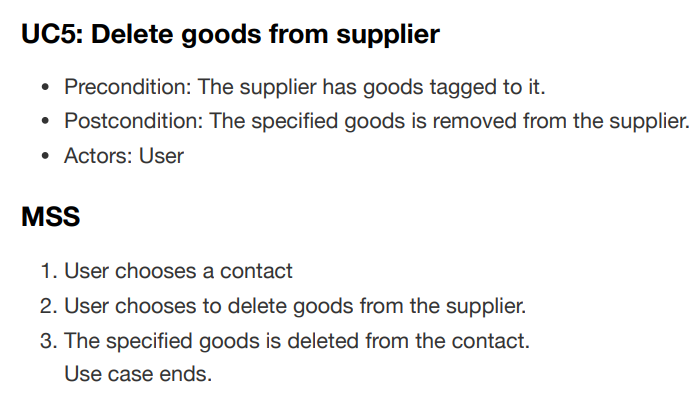 UC5: Delete goods from supplier
• Precondition: The supplier has goods tagged to it.
• Postcondition: The specified goods is removed from the supplier.
• Actors: User
MSS
1. User chooses a contact
2. User chooses to delete goods from the supplier.
3. The specified goods is deleted from the contact.
Use case ends.